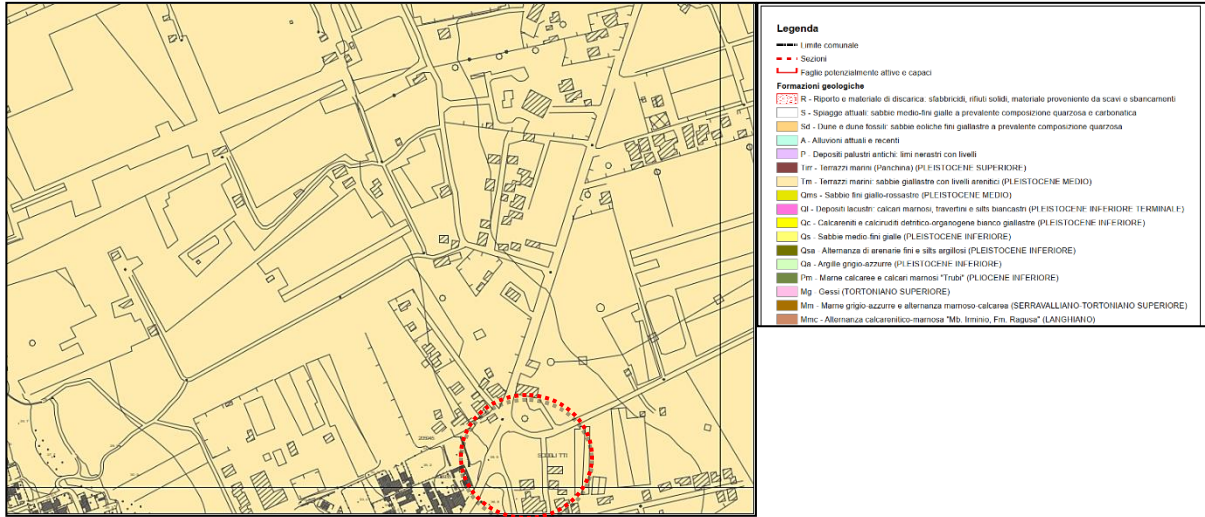 Legenda
Limite comunale
Sezioni
Faglie potenzialmente attive e capaci
Formazioni geologiche
R - Riporto e materiale di discarica: sfabbricidi, rifiuti solidi, materiale proveniente da scavi e sbancamenti
S - Spiagge attuali: sabbie medio-fini gialle a prevalente composizione quarzosa e carbonatica
Sd - Dune e dune fossili: sabbie eoliche fini giallastre a prevalente composizione quarzosa
A - Alluvioni attuali e recenti
P - Depositi palustri antichi: limi nerastri con livelli
Tirr - Terrazzi marini (Panchina) (PLEISTOCENE SUPERIORE)
Tm - Terrazzi marini: sabbie giallastre con livelli arenitici (PLEISTOCENE MEDIO)
Qms - Sabbie fini giallo-rossastre (PLEISTOCENE MEDIO)
Ql - Depositi lacustri: calcari marnosi, travertini e silts biancastri (PLEISTOCENE INFERIORE TERMINALE)
Qc - Calcareniti e calciruditi detritico-organogene bianco giallastre (PLEISTOCENE INFERIORE)
Qs - Sabbie medio fini gialle (PLEISTOCENE INFERIORE)
Qsa - Alternanza di arenarie fini e silts argillosi (PLEISTOCENE INFERIORE)
Qa - Argille grigio-azzurre (PLEISTOCENE INFERIORE)
Pm - Marne calcaree e calcari marnosi "Trubi" (PLIOCENE INFERIORE)
Mg - Gessi (TORTONIANO SUPERIORE)
Mm - Marne grigio-azzurre e alternanza marnoso-calcarea (SERRAVALLIANO-TORTONIANO SUPERIORE)
Mmc - Alternanza calcarenitico-marnosa "Mb. Irminio, Fm. Ragusa" (LANGHIANO)
SCOGLITTI